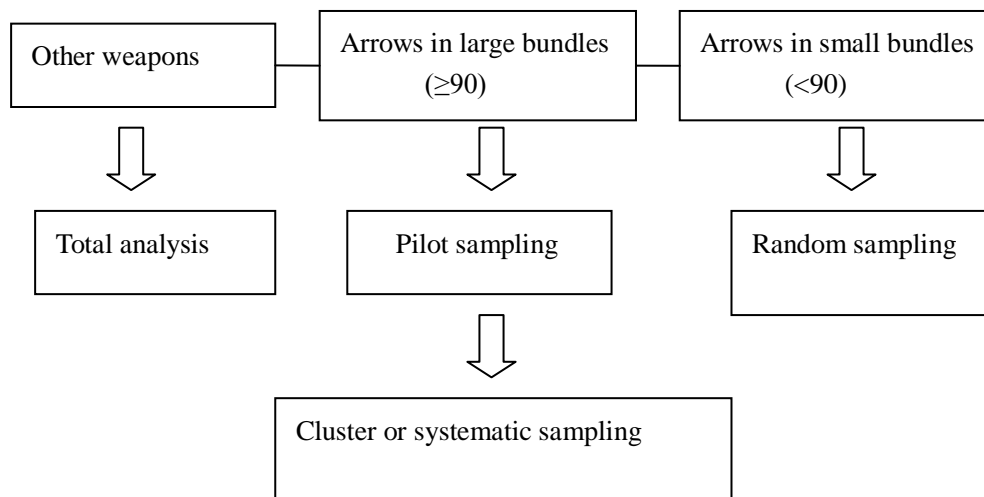 Other weapons
Arrows in large bundles
(≥90)
Arrows in small bundles
(<90)
Total analysis
Pilot sampling
Random sampling
Cluster or systematic sampling